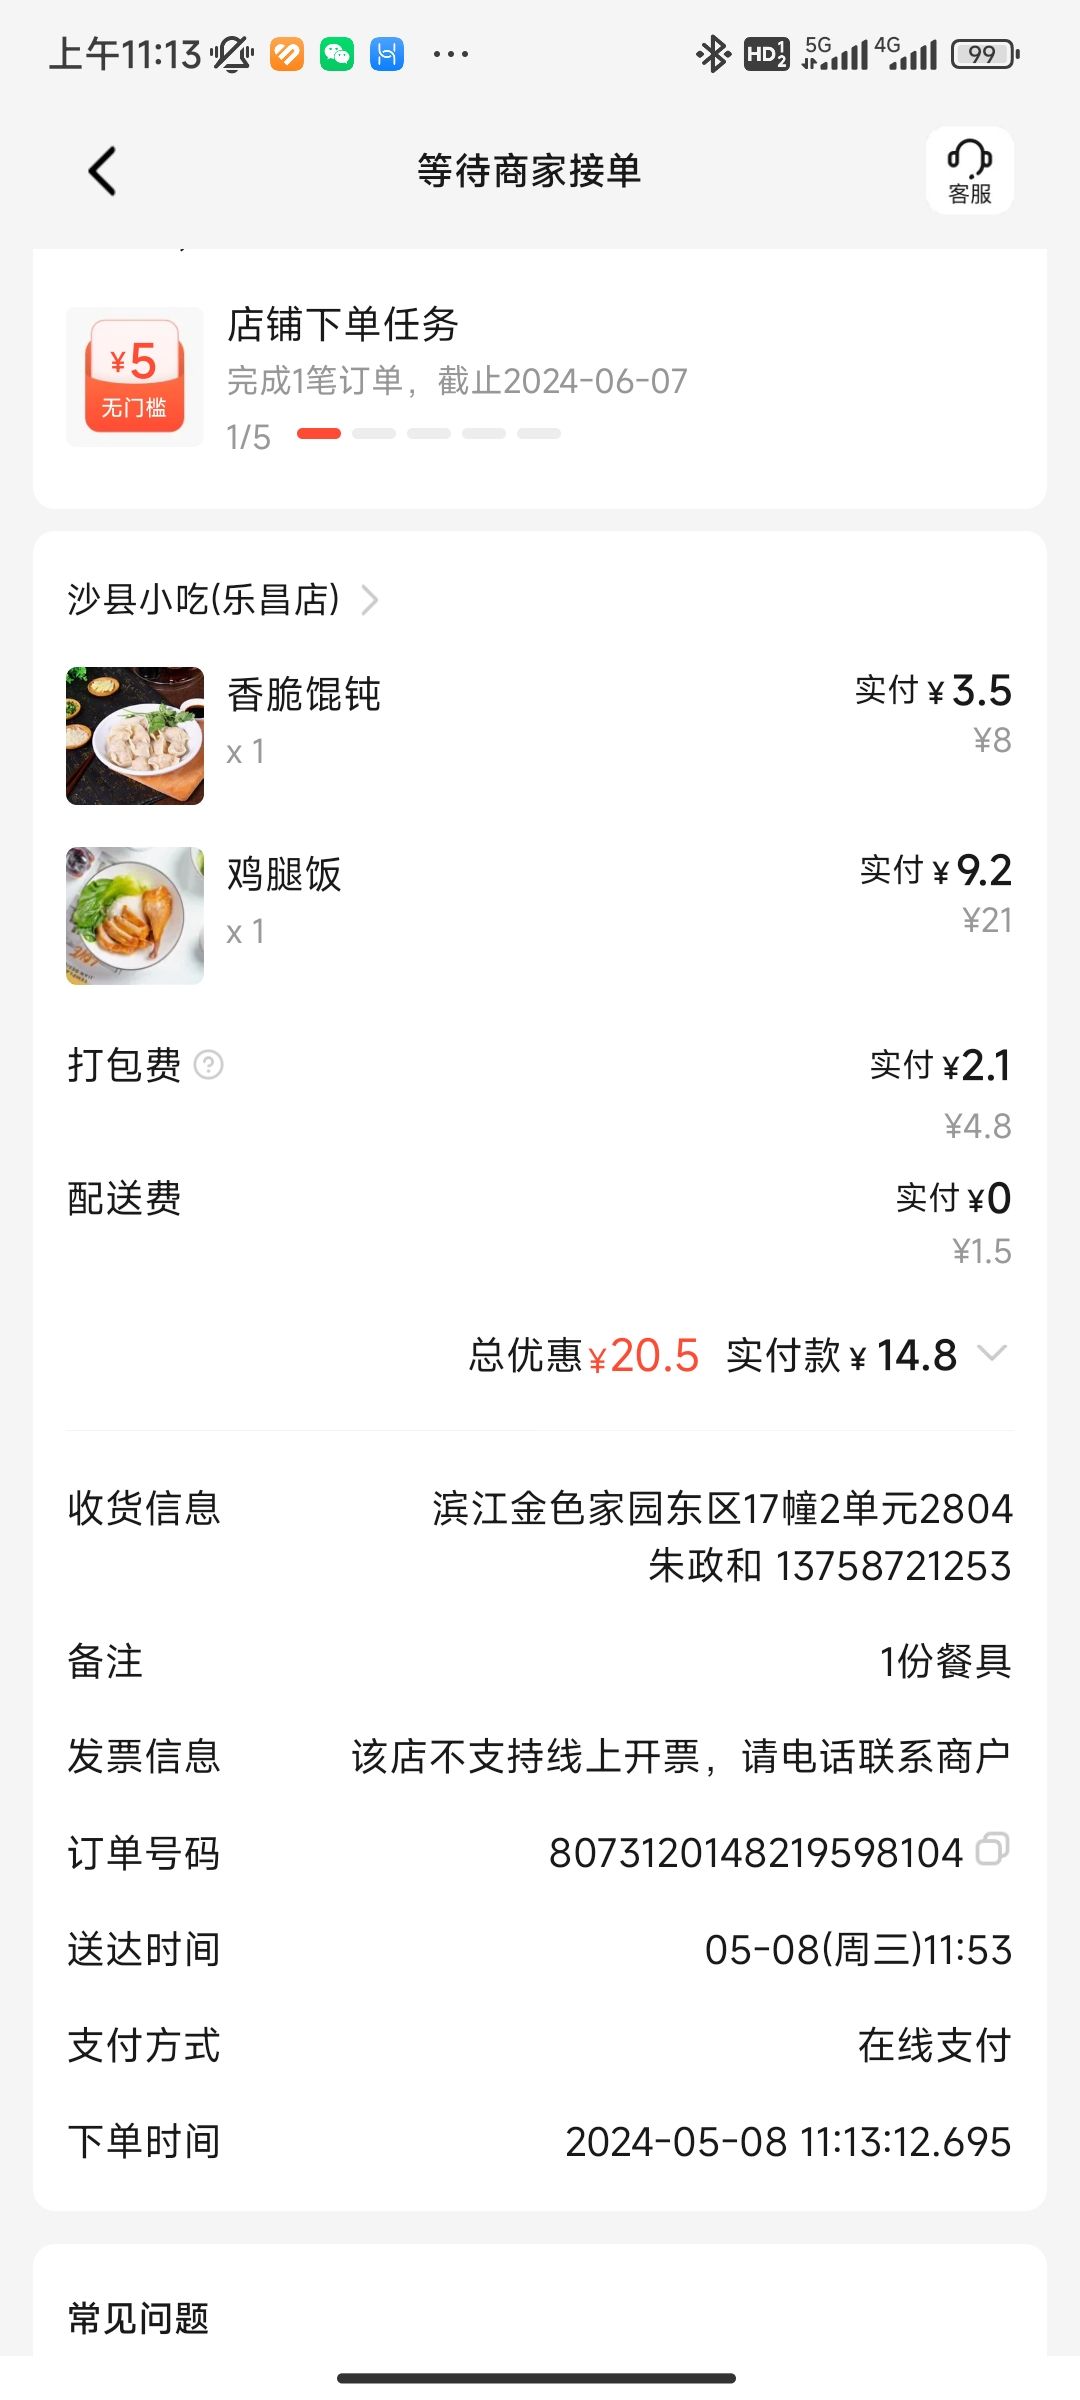 上午11:13
HD 1 2
5G
4G
99
等待商家接单
客服
¥5
无门槛
店铺下单任务
完成1笔订单，截止2024-06-07
1/5
沙县小吃(乐昌店)
香脆馄饨
实付 ¥3.5
x 1
¥8
鸡腿饭
实付 ¥9.2
x 1
¥21
打包费
实付 ¥2.1
¥4.8
配送费
实付 ¥0
¥1.5
总优惠¥20.5 实付款¥14.8
收货信息
滨江金色家园东区17幢2单元2804
朱政和 13758721253
备注
1份餐具
发票信息
该店不支持线上开票，请电话联系商户
订单号码
8073120148219598104
送达时间
05-08(周三)11:53
支付方式
在线支付
下单时间
2024-05-08 11:13:12.695
常见问题